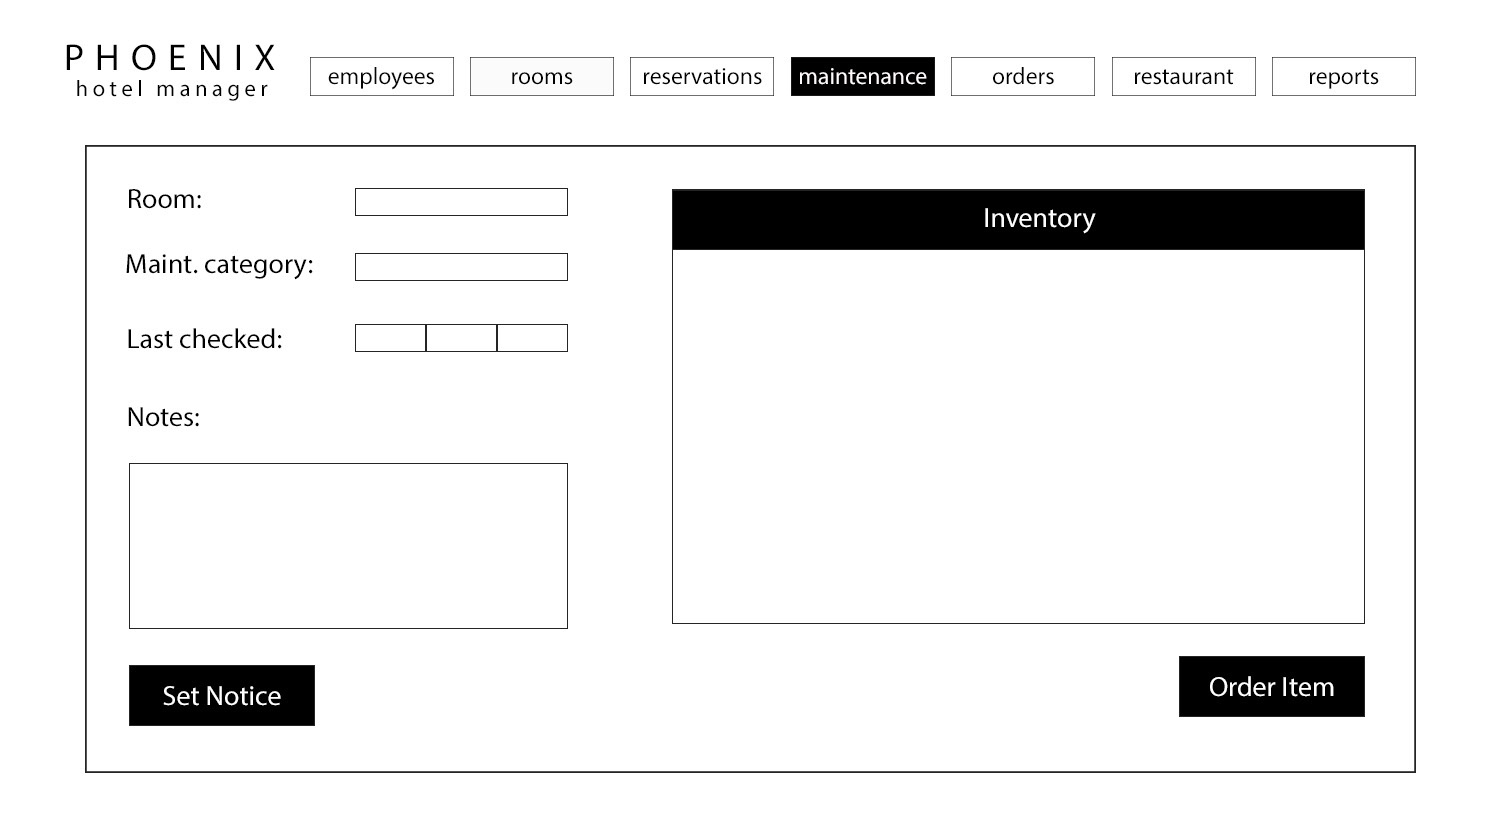 PHOENIX
hotel manager
employees
rooms
reservations
maintenance
orders
restaurant
reports
Room:
Maint. category:
Last checked:
Notes:
Set Notice
Inventory
Order Item